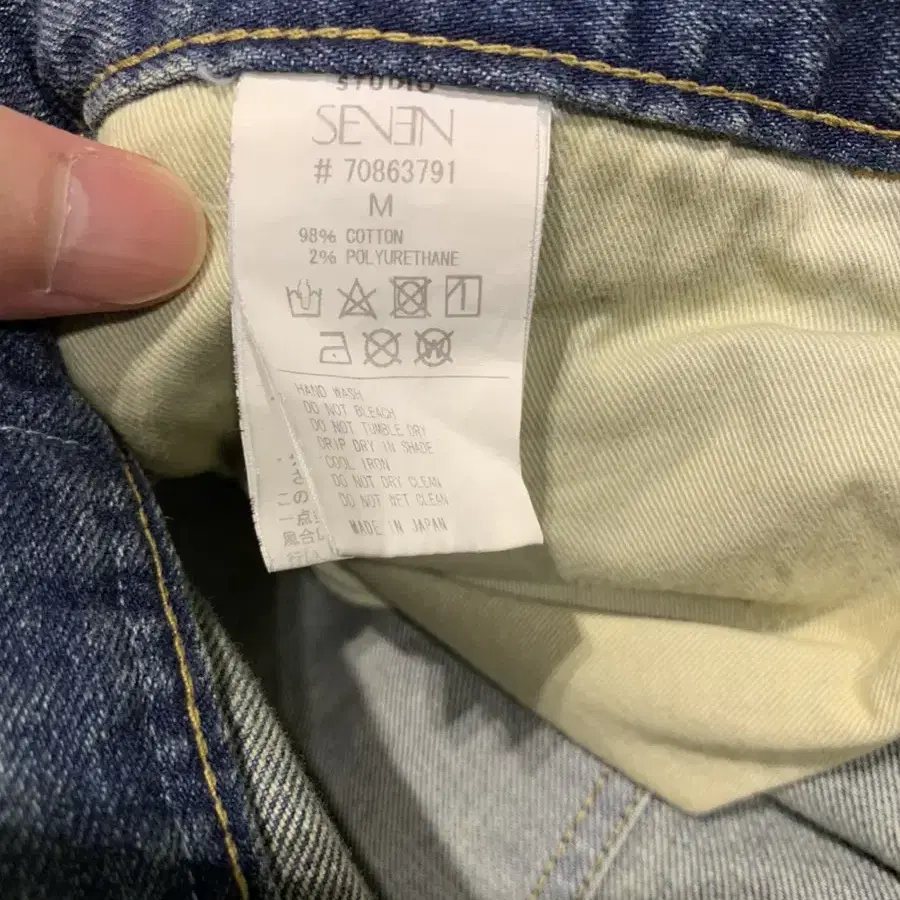 STUDIO
SEVEN
# 70863791
M
98% COTTON
2% POLYURETHANE
HAND WASH
DO NOT BLEACH
DO NOT TUMBLE DRY
DRIP DRY IN SHADE
COOL IRON
DO NOT DRY CLEAN
DO NOT WET CLEAN
MADE IN JAPAN